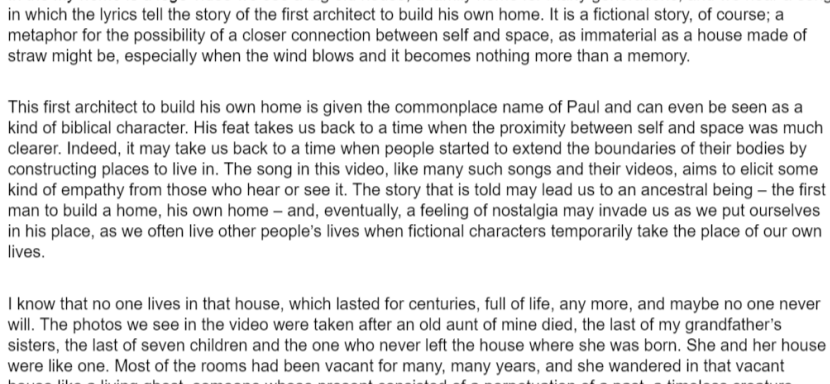 in which the lyrics tell the story of the first architect to build his own home. It is a fictional story, of course; a
metaphor for the possibility of a closer connection between self and space, as immaterial as a house made of
straw might be, especially when the wind blows and it becomes nothing more than a memory.
This first architect to build his own home is given the commonplace name of Paul and can even be seen as a
kind of biblical character. His feat takes us back to a time when the proximity between self and space was much
clearer. Indeed, it may take us back to a time when people started to extend the boundaries of their bodies by
constructing places to live in. The song in this video, like many such songs and their videos, aims to elicit some
kind of empathy from those who hear or see it. The story that is told may lead us to an ancestral being – the first
man to build a home, his own home – and, eventually, a feeling of nostalgia may invade us as we put ourselves
in his place, as we often live other people's lives when fictional characters temporarily take the place of our own
lives.
I know that no one lives in that house, which lasted for centuries, full of life, any more, and maybe no one never
will. The photos we see in the video were taken after an old aunt of mine died, the last of my grandfather's
sisters, the last of seven children and the one who never left the house where she was born. She and her house
were like one. Most of the rooms had been vacant for many, many years, and she wandered in that vacant